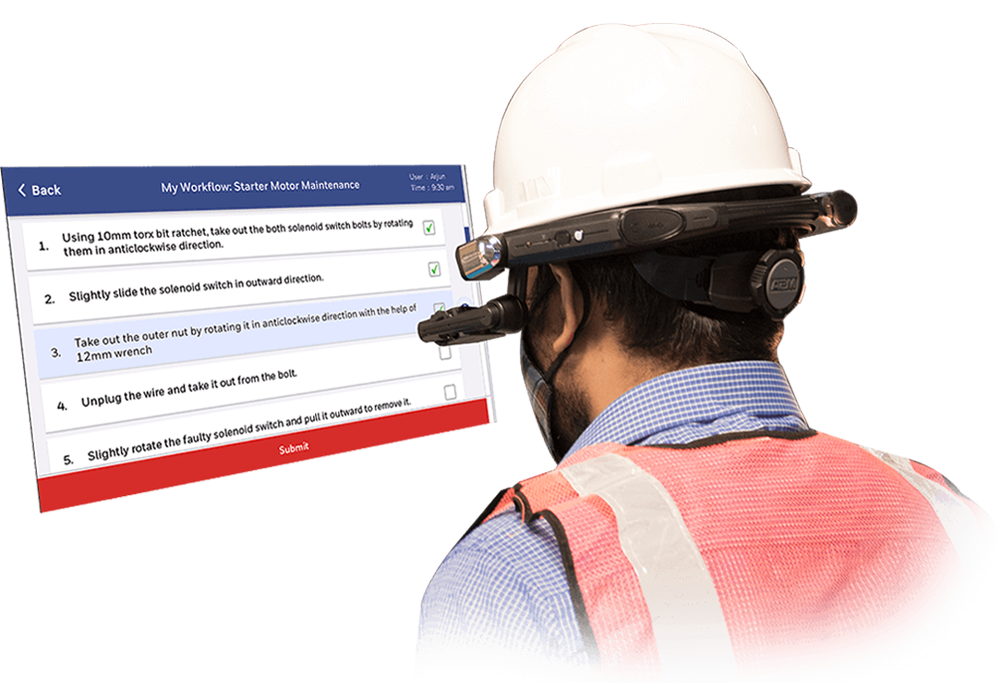 Back
My Workflow: Starter Motor Maintenance
User : Arjun
Time : 9:30 am
1. Using 10mm torx bit ratchet, take out the both solenoid switch bolts by rotating
them in anticlockwise direction.
2. Slightly slide the solenoid switch in outward direction.
3. Take out the outer nut by rotating it in anticlockwise direction with the help of
12mm wrench
4. Unplug the wire and take it out from the bolt.
5. Slightly rotate the faulty solenoid switch and pull it outward to remove it.
Submit